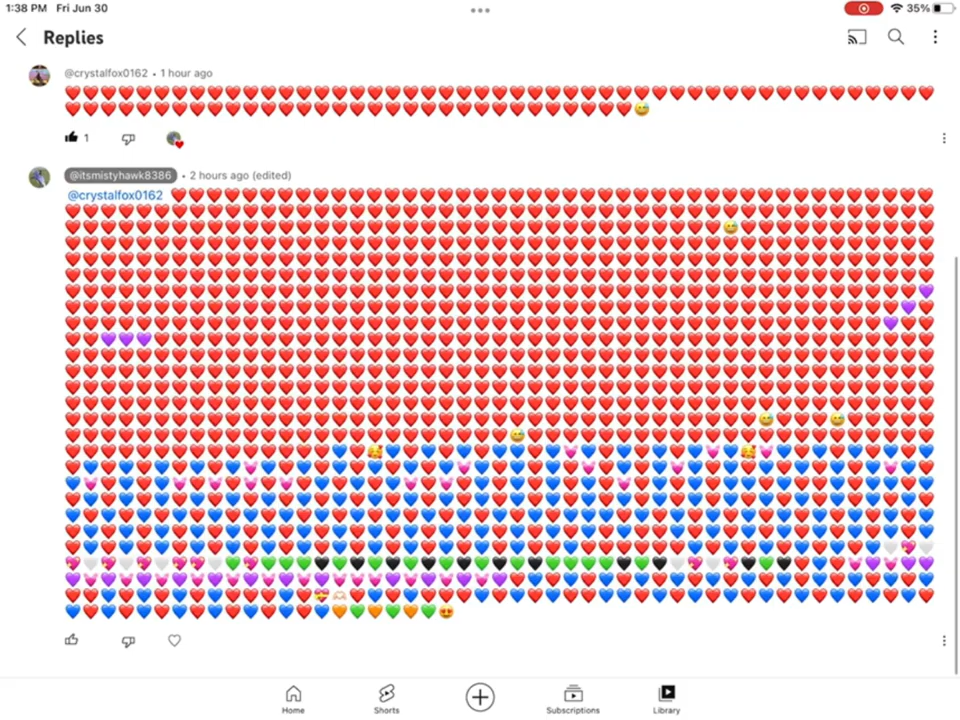 1:38 PM Fri Jun 30
35%
Replies
@crystalfox0162 • 1 hour ago
1
@itsmistyhawk8386 • 2 hours ago (edited)
@crystalfox0162
Home
Shorts
Subscriptions
Library